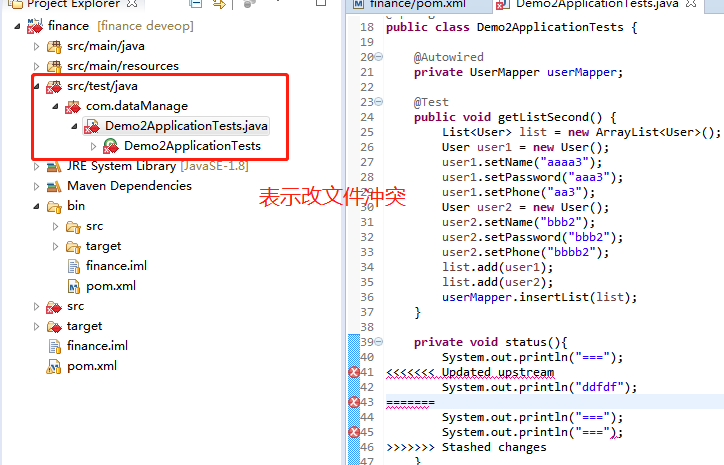 Project Explorer
finance [finance deveop]
src/main/java
src/main/resources
src/test/java
com.dataManage
Demo2ApplicationTests.java
Demo2ApplicationTests
JRE System Library [JavaSE-1.8]
Maven Dependencies
bin
src
target
finance.iml
pom.xml
src
target
finance.iml
pom.xml
表示改文件冲突
finance/pom.xml
Demo2ApplicationTests.java
18 public class Demo2ApplicationTests {
19
20 @Autowired
21 private UserMapper userMapper;
22
23 @Test
24 public void getListSecond() {
25 List<User> list = new ArrayList<User>();
26 User user1 = new User();
27 user1.setName("aaaa3");
28 user1.setPassword("aaa3");
29 user1.setPhone("aa3");
30 User user2 = new User();
31 user2.setName("bbb2");
32 user2.setPassword("bbb2");
33 user2.setPhone("bbbb2");
34 list.add(user1);
35 list.add(user2);
36 userMapper.insertList(list);
37 }
38
39 private void status(){
40 System.out.println("===");
41 <<<<<<< Updated upstream
42 System.out.println("ddfdf");
43 =======
44 System.out.println("===");
45 System.out.println("===");
46 >>>>>>> Stashed changes
47 }